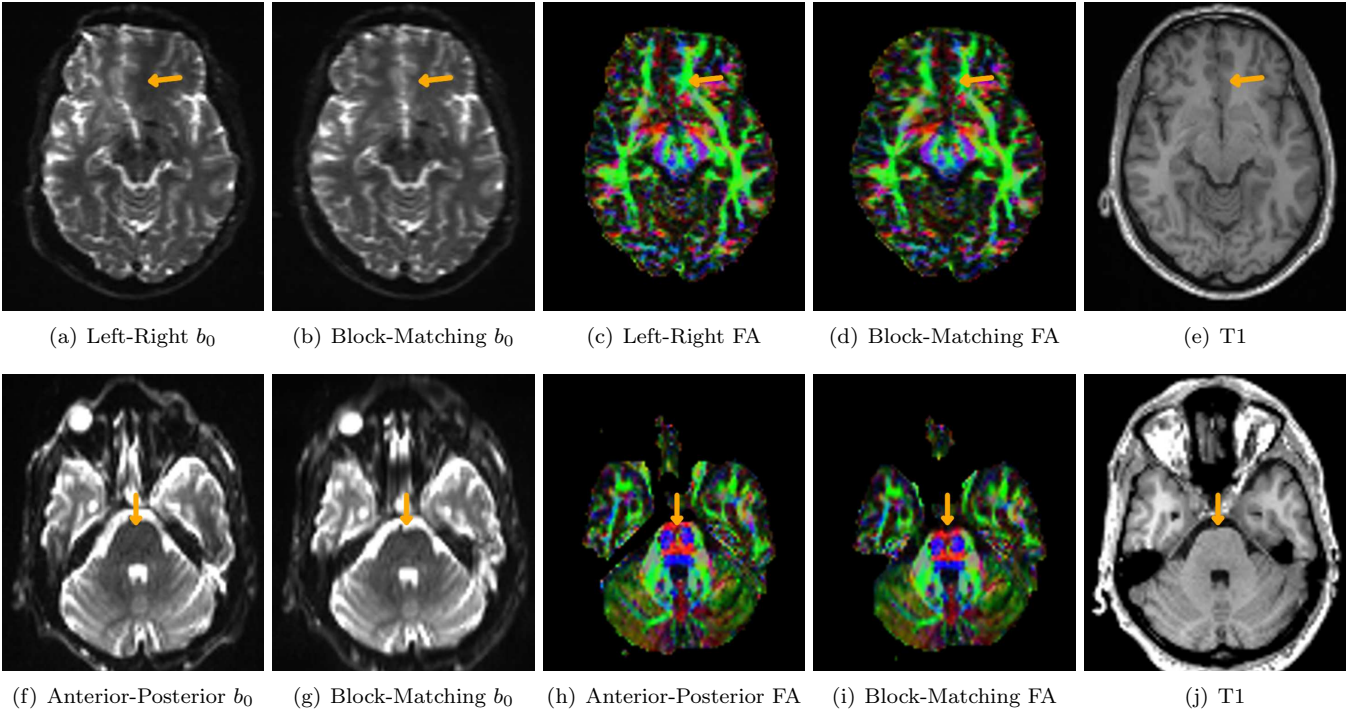 (a) Left-Right b₀ (b) Block-Matching b₀ (c) Left-Right FA (d) Block-Matching FA (e) T1
(f) Anterior-Posterior b₀ (g) Block-Matching b₀ (h) Anterior-Posterior FA (i) Block-Matching FA (j) T1